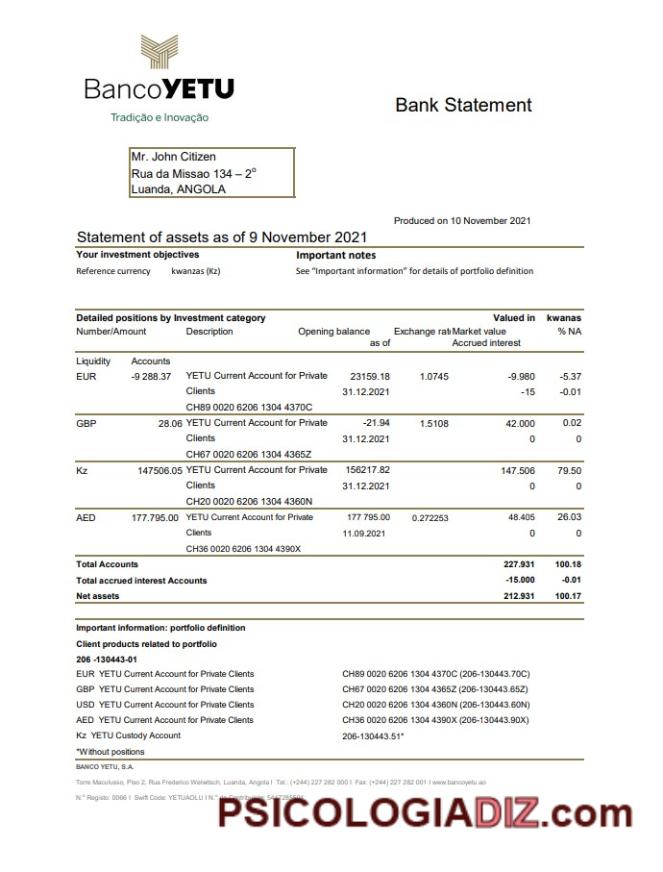 BancoYETU
Tradição e Inovação
Bank Statement
Mr. John Citizen
Rua da Missao 134 – 2º
Luanda, ANGOLA
Produced on 10 November 2021
Statement of assets as of 9 November 2021
Your investment objectives Important notes
Reference currency kwanzas (Kz) See “Important information” for details of portfolio definition
Detailed positions by Investment category Valued in kwanas
Number/Amount Description Opening balance Exchange rat Market value % NA
as of Accrued interest
Liquidity Accounts
EUR -9 288.37 YETU Current Account for Private 23159.18 1.0745 -9.980 -5.37
Clients 31.12.2021 -15 -0.01
CH89 0020 6206 1304 4370C
GBP 28.06 YETU Current Account for Private -21.94 1.5108 42.000 0.02
Clients 31.12.2021 0 0
CH67 0020 6206 1304 4365Z
Kz 147506.05 YETU Current Account for Private 156217.82 147.506 79.50
Clients 31.12.2021 0 0
CH20 0020 6206 1304 4360N
AED 177.795.00 YETU Current Account for Private 177 795.00 0.272253 48.405 26.03
Clients 11.09.2021 0 0
CH36 0020 6206 1304 4390X
Total Accounts 227.931 100.18
Total accrued interest Accounts -15.000 -0.01
Net assets 212.931 100.17
Important information: portfolio definition
Client products related to portfolio
206 -130443-01
EUR YETU Current Account for Private Clients CH89 0020 6206 1304 4370C (206-130443.70C)
GBP YETU Current Account for Private Clients CH67 0020 6206 1304 4365Z (206-130443.65Z)
USD YETU Current Account for Private Clients CH20 0020 6206 1304 4360N (206-130443.60N)
AED YETU Current Account for Private Clients CH36 0020 6206 1304 4390X (206-130443.90X)
Kz YETU Custody Account 206-130443.51*
*Without positions
BANCO YETU, S.A.
Torre Maculusso, Piso 2, Rua Frederico Welwitsch, Luanda, Angola I Tel.: (+244) 227 282 000 I Fax: (+244) 227 282 001 I www.bancoyetu.ao
N.º Registo: 0066 I Swift Code: YETUAOLU I N.º de Contribuinte:
PSICOLOGIADIZ.com